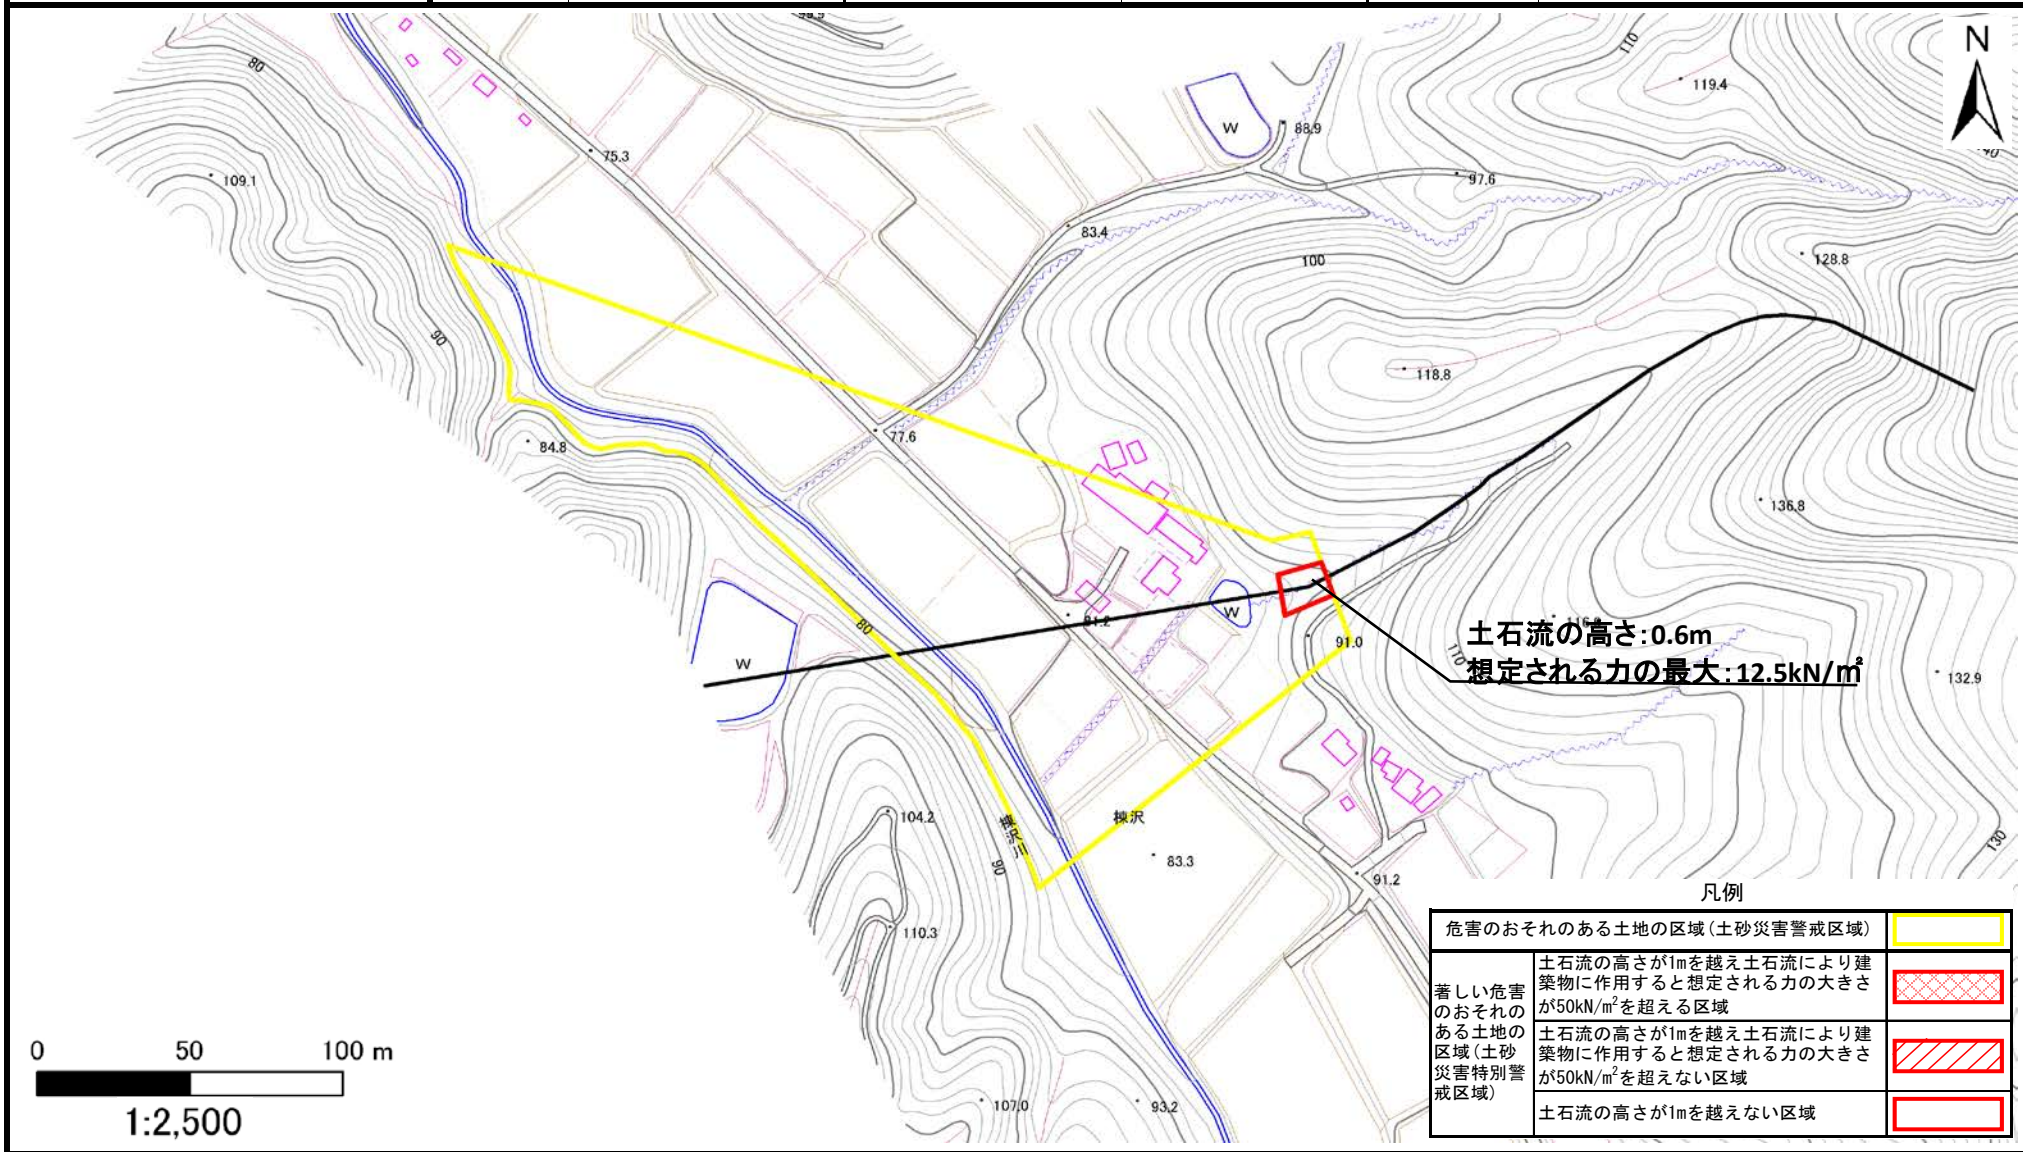 99.9
110
N
80
119.4
W
88.9
75.3
40
97.6
109.1
83.4
100
128.8
90
118.8
77.6
84.8
136.8
W
81.2
91.0
80
土石流の高さ:0.6m
110
想定される力の最大:12.5kN/㎡
W
132.9
104.2
棟沢
棟沢川
83.3
90
91.2
130
110.3
凡例
危害のおそれのある土地の区域(土砂災害警戒区域)
著しい危害
のおそれの
ある土地の
区域(土砂
災害特別警
戒区域)
土石流の高さが1mを越え土石流により建
築物に作用すると想定される力の大きさ
が50kN/m²を超える区域
土石流の高さが1mを越え土石流により建
築物に作用すると想定される力の大きさ
が50kN/m²を超えない区域
土石流の高さが1mを越えない区域
0 50 100 m
1:2,500
107.0
93.2